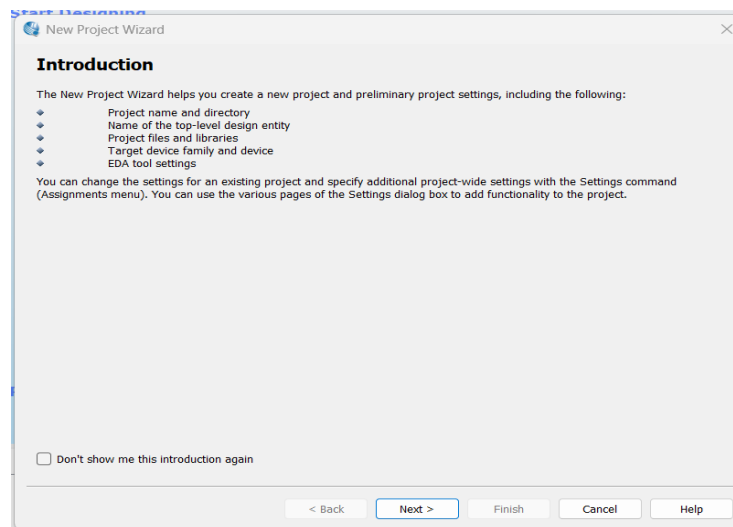 Start Designing
New Project Wizard
Introduction
The New Project Wizard helps you create a new project and preliminary project settings, including the following:
Project name and directory
Name of the top-level design entity
Project files and libraries
Target device family and device
EDA tool settings
You can change the settings for an existing project and specify additional project-wide settings with the Settings command
(Assignments menu). You can use the various pages of the Settings dialog box to add functionality to the project.
Don't show me this introduction again
< Back Next > Finish Cancel Help